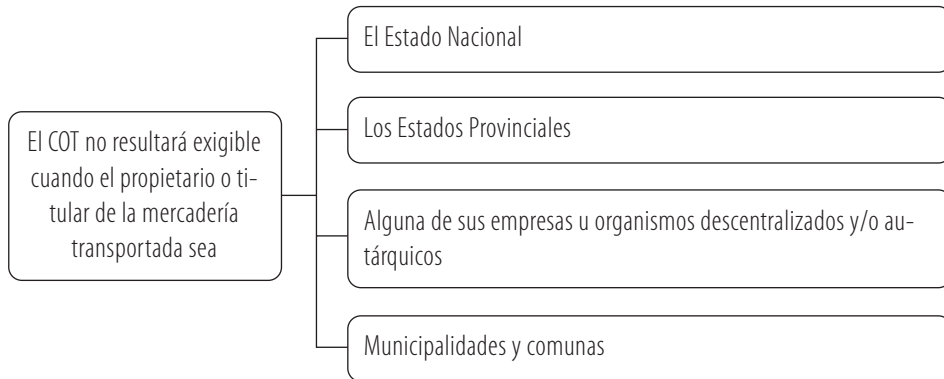 El Estado Nacional
Los Estados Provinciales
El COT no resultará exigible
cuando el propietario o ti-
tular de la mercadería
transportada sea
Alguna de sus empresas u organismos descentralizados y/o au-
tárquicos
Municipalidades y comunas